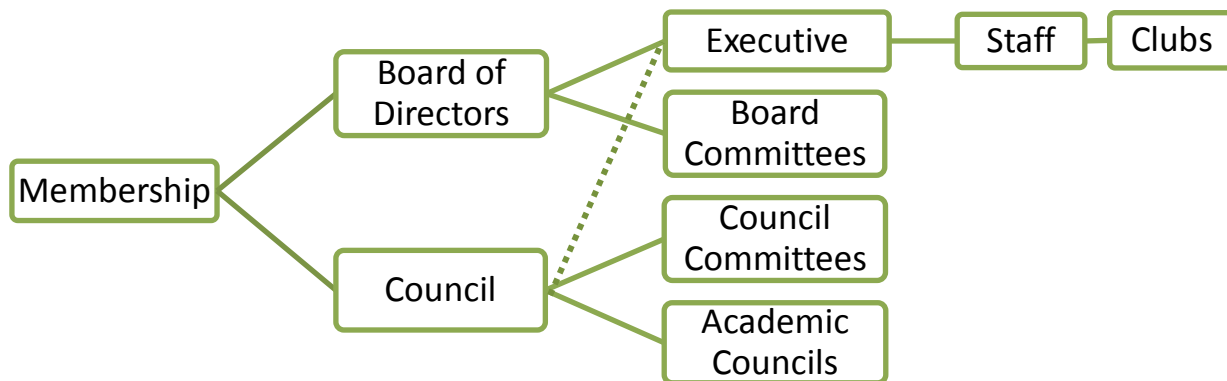 Membership
Board of
Directors
Council
Executive
Board
Committees
Council
Committees
Academic
Councils
Staff
Clubs